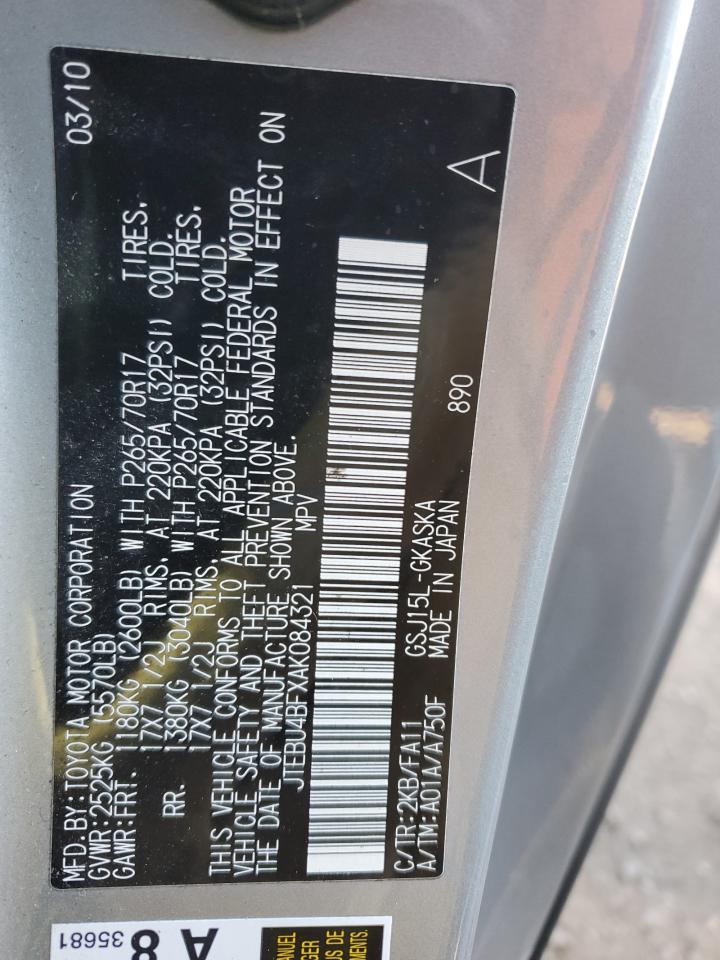 MFD.BY:TOYOTA MOTOR CORPORATION 03/10
GVWR:2525KG (5570LB)
GAWR:FRT. 1180KG (2600LB) WITH P265/70R17 TIRES,
17X7 1/2J RIMS, AT 220KPA (32PSI) COLD.
RR. 1380KG (3040LB) WITH P265/70R17 TIRES,
17X7 1/2J RIMS, AT 220KPA (32PSI) COLD.
THIS VEHICLE CONFORMS TO ALL APPLICABLE FEDERAL MOTOR
VEHICLE SAFETY AND THEFT PREVENTION STANDARDS IN EFFECT ON
THE DATE OF MANUFACTURE SHOWN ABOVE.
JTEBU4BFXAK084321 MPV
C/TR:2KB/FA11 GSJ15L-GKASKA 890 A
A/TM:A01A/A750F MADE IN JAPAN
A 8
35681
MANUEL
US DE
MENTS.